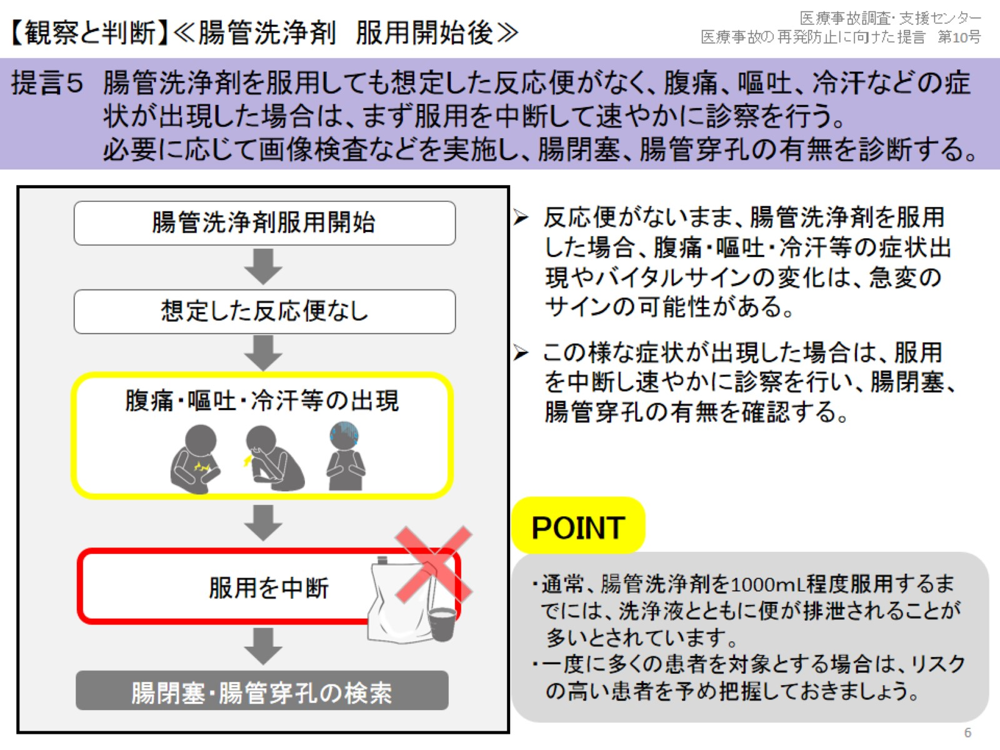 【観察と判断】≪腸管洗浄剤　服用開始後≫
医療事故調査・支援センター
医療事故の再発防止に向けた提言　第10号
提言５　腸管洗浄剤を服用しても想定した反応便がなく、腹痛、嘔吐、冷汗などの症
状が出現した場合は、まず服用を中断して速やかに診察を行う。
必要に応じて画像検査などを実施し、腸閉塞、腸管穿孔の有無を診断する。
腸管洗浄剤服用開始
想定した反応便なし
腹痛・嘔吐・冷汗等の出現
服用を中断
腸閉塞・腸管穿孔の検索
➢ 反応便がないまま、腸管洗浄剤を服用
した場合、腹痛・嘔吐・冷汗等の症状出
現やバイタルサインの変化は、急変の
サインの可能性がある。
➢ この様な症状が出現した場合は、服用
を中断し速やかに診察を行い、腸閉塞、
腸管穿孔の有無を確認する。
POINT
・通常、腸管洗浄剤を1000mL程度服用するま
でには、洗浄液とともに便が排泄されることが
多いとされています。
・一度に多くの患者を対象とする場合は、リスク
の高い患者を予め把握しておきましょう。
6